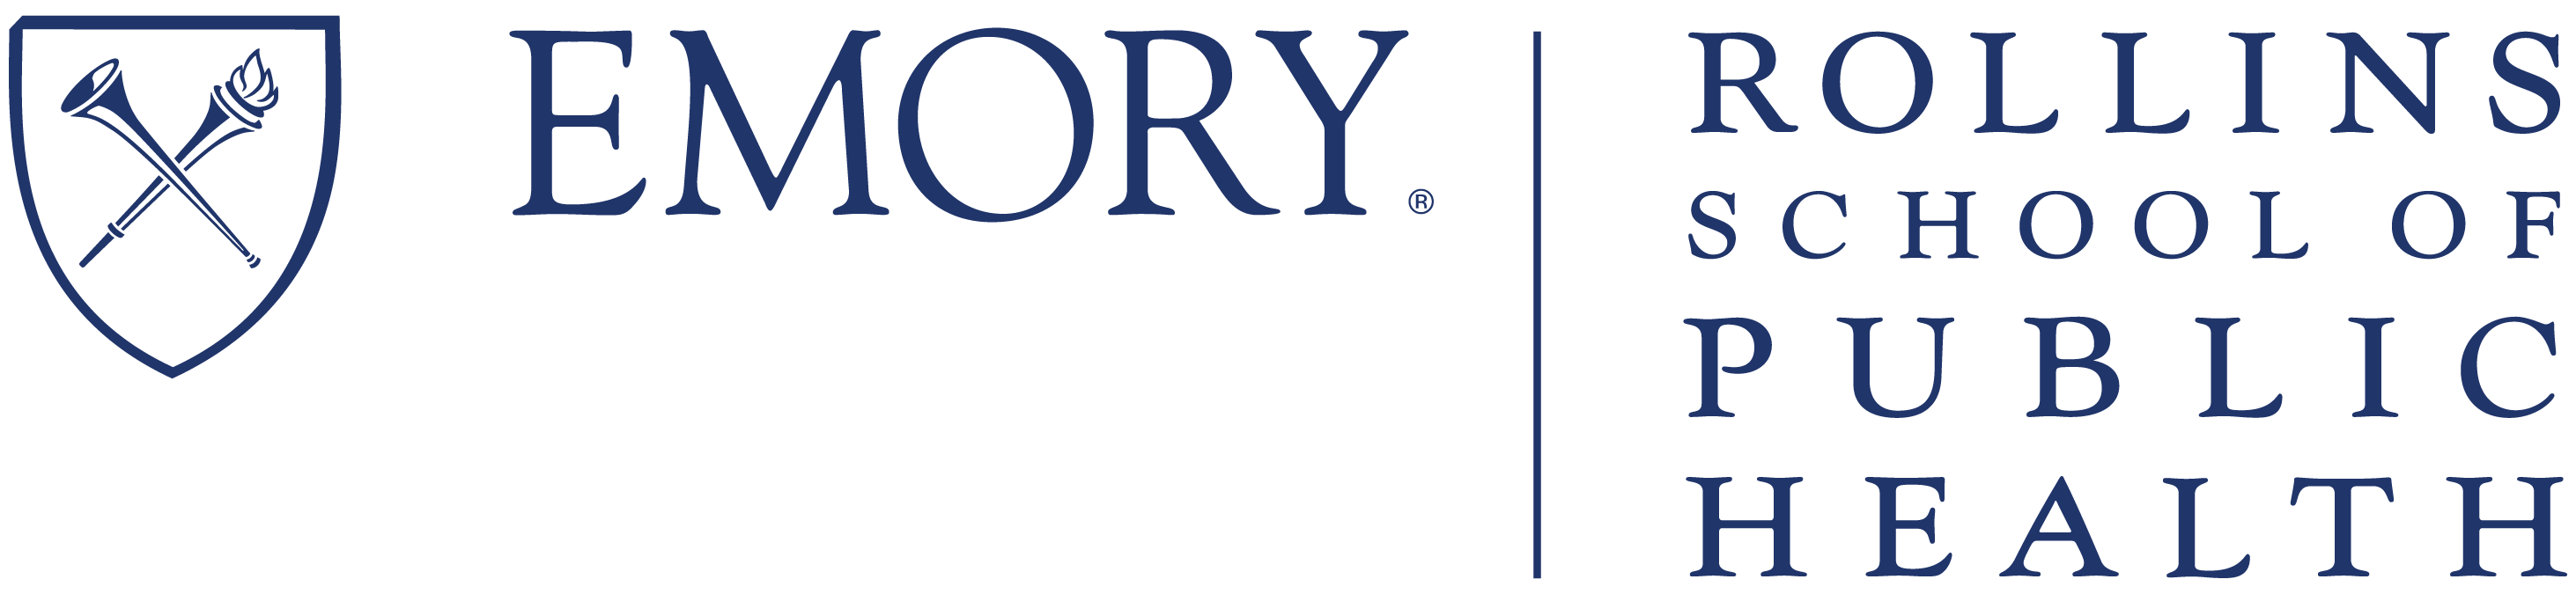 EMORY®
ROLLINS
SCHOOL OF
PUBLIC
HEALTH